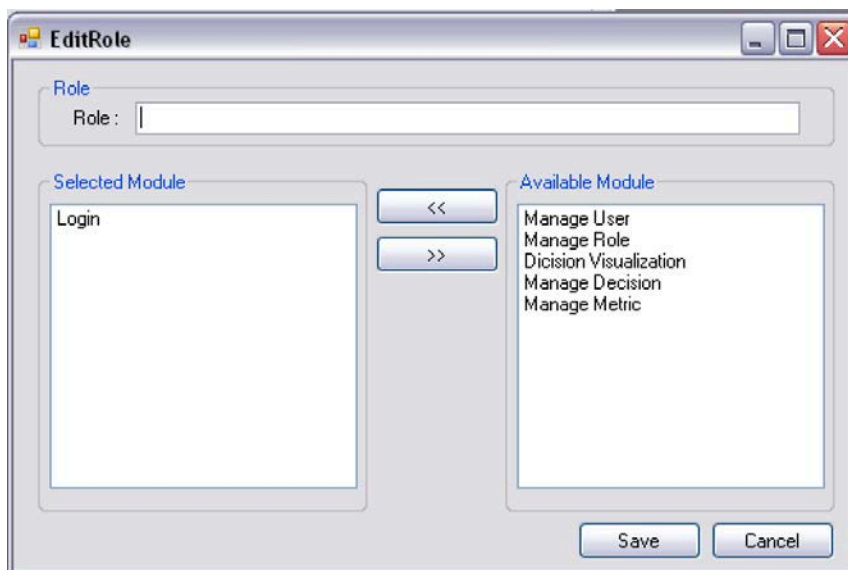 EditRole
Role
Role :
Selected Module
Login
<<
>>
Available Module
Manage User
Manage Role
Dicision Visualization
Manage Decision
Manage Metric
Save
Cancel